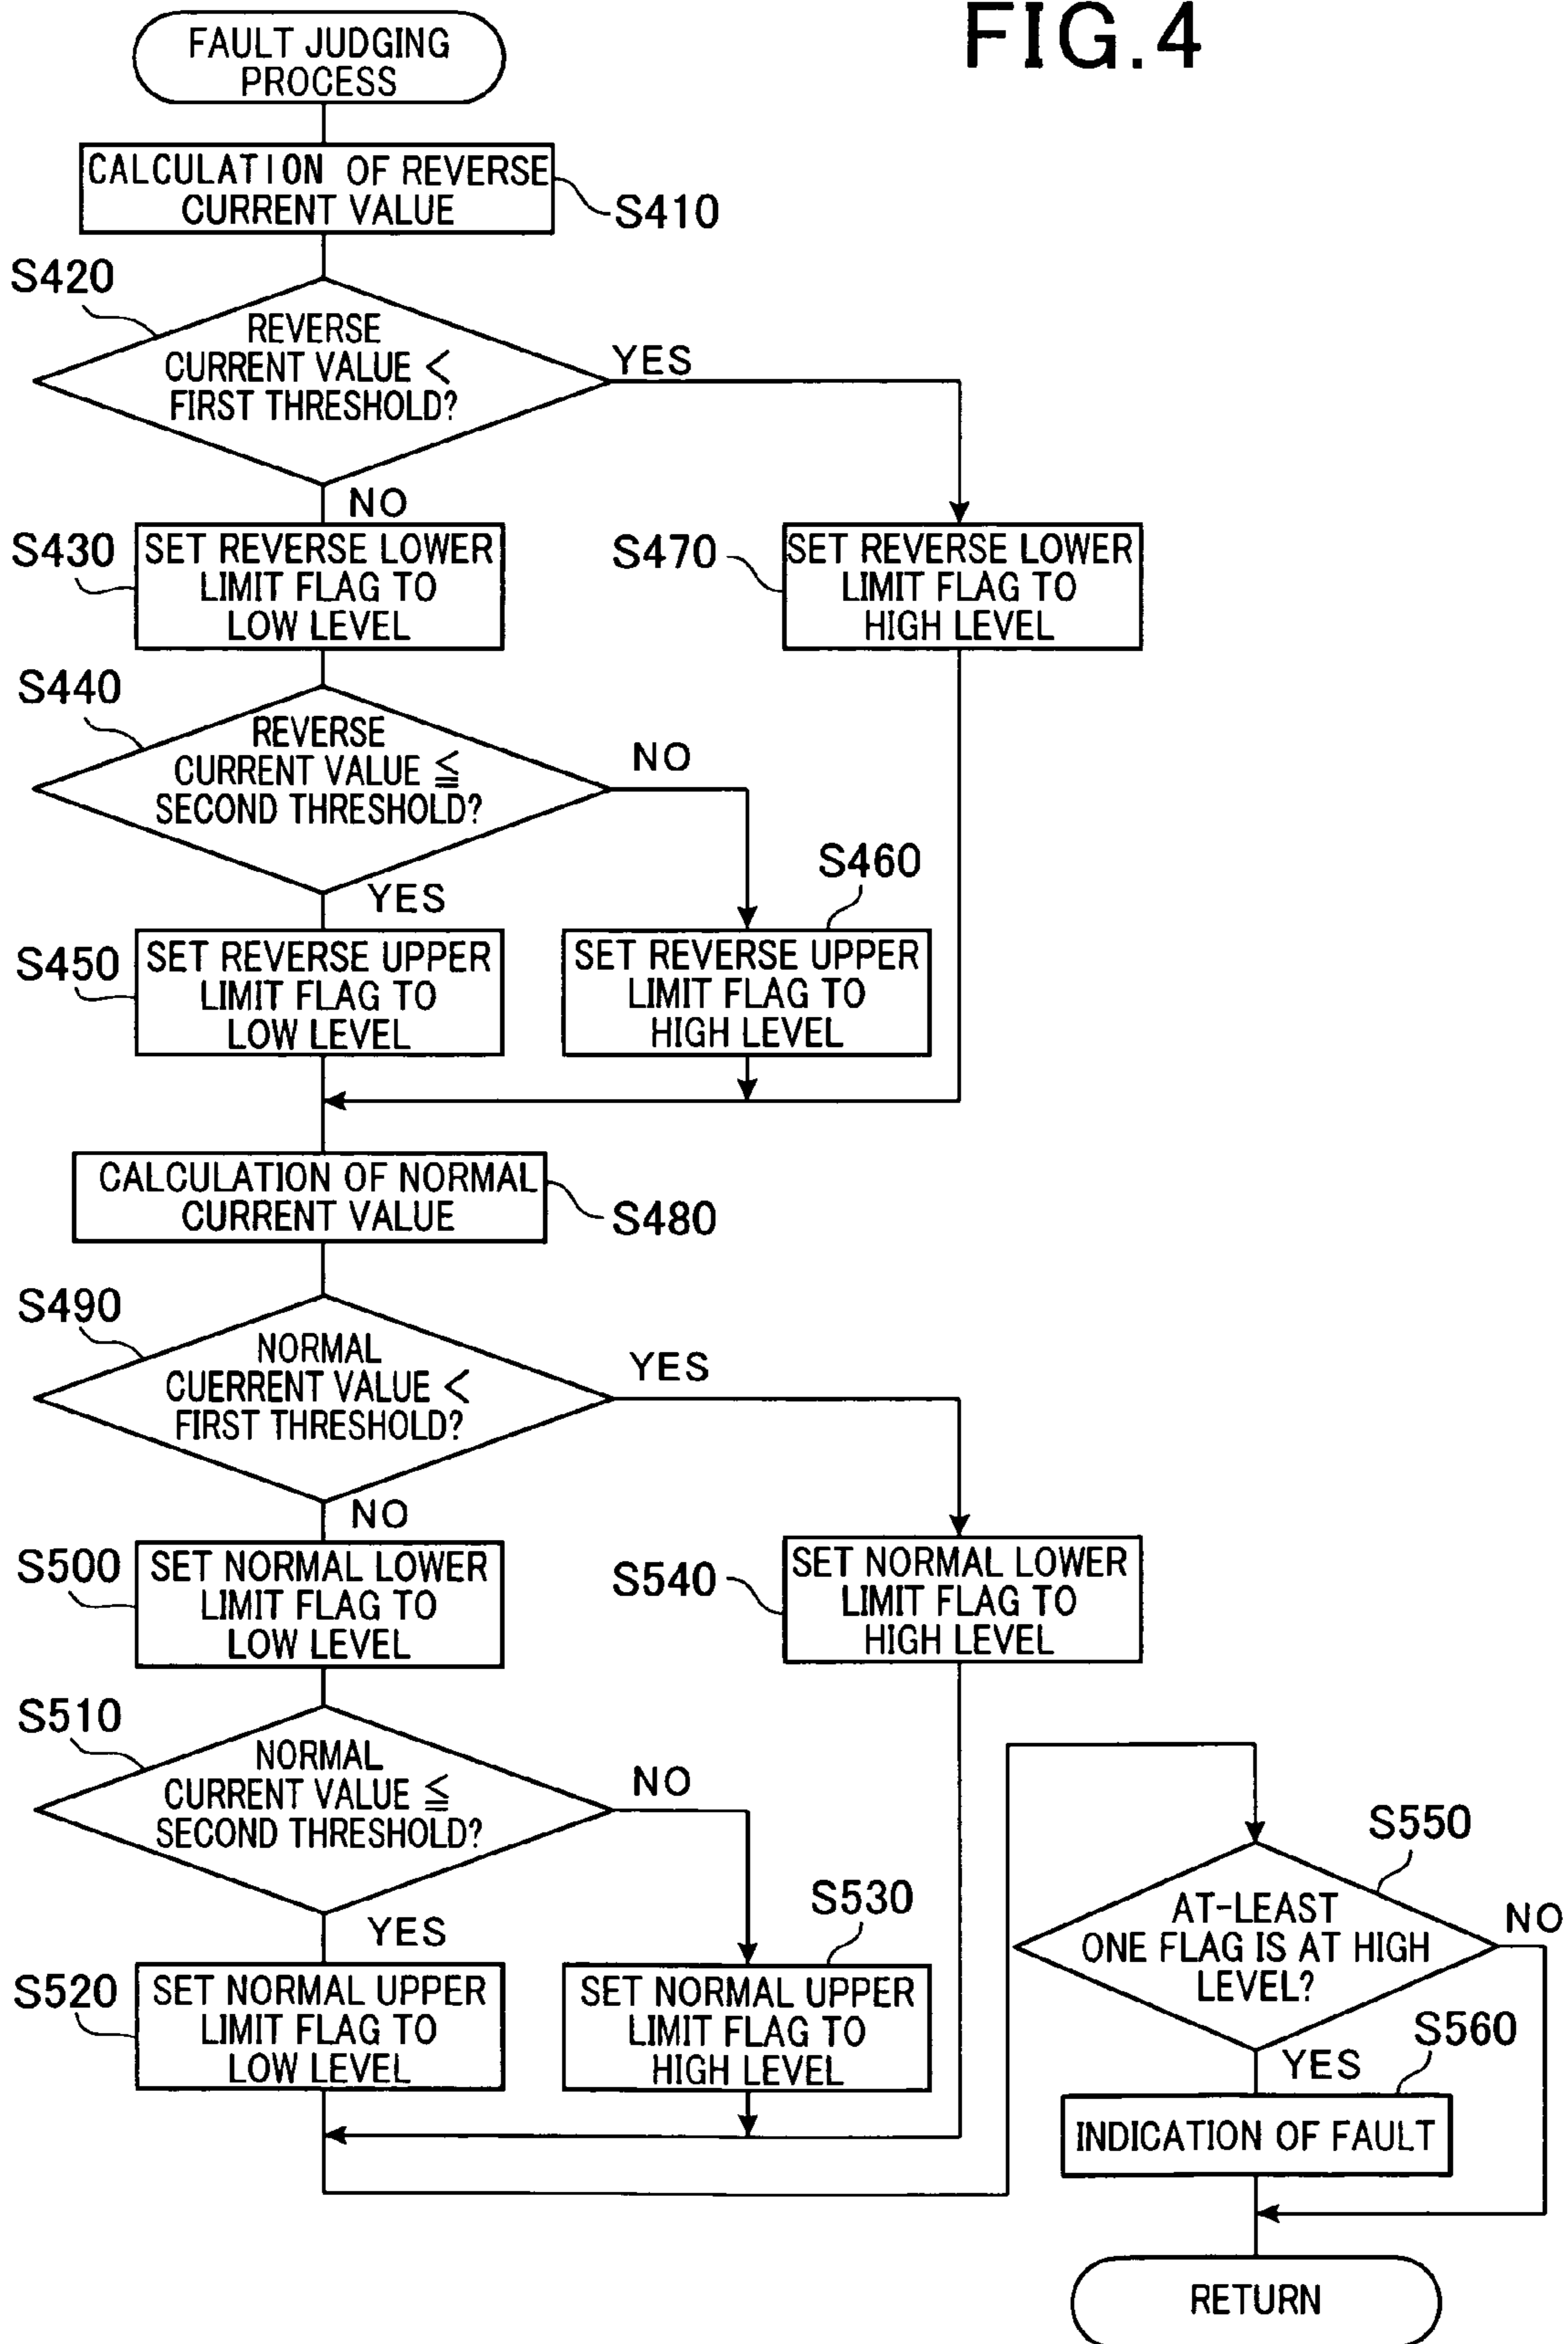 FIG.4
FAULT JUDGING
PROCESS
CALCULATION OF REVERSE
CURRENT VALUE
S410
S420
REVERSE
CURRENT VALUE <
FIRST THRESHOLD?
YES
NO
S430
SET REVERSE LOWER
LIMIT FLAG TO
LOW LEVEL
S470
SET REVERSE LOWER
LIMIT FLAG TO
HIGH LEVEL
S440
REVERSE
CURRENT VALUE ≦
SECOND THRESHOLD?
NO
YES
S460
S450
SET REVERSE UPPER
LIMIT FLAG TO
LOW LEVEL
SET REVERSE UPPER
LIMIT FLAG TO
HIGH LEVEL
CALCULATION OF NORMAL
CURRENT VALUE
S480
S490
NORMAL
CUERRENT VALUE <
FIRST THRESHOLD?
YES
NO
S500
SET NORMAL LOWER
LIMIT FLAG TO
LOW LEVEL
S540
SET NORMAL LOWER
LIMIT FLAG TO
HIGH LEVEL
S510
NORMAL
CURRENT VALUE ≦
SECOND THRESHOLD?
NO
YES
S530
S520
SET NORMAL UPPER
LIMIT FLAG TO
LOW LEVEL
SET NORMAL UPPER
LIMIT FLAG TO
HIGH LEVEL
S550
AT-LEAST
ONE FLAG IS AT HIGH
LEVEL?
NO
YES
S560
INDICATION OF FAULT
RETURN